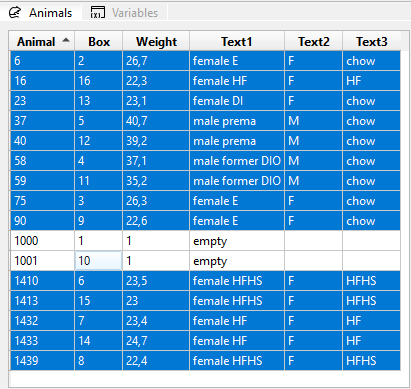 Animals Variables
Animal Box Weight Text1 Text2 Text3
6 2 26,7 female E F chow
16 16 22,3 female HF F HF
23 13 23,1 female DI F chow
37 5 40,7 male prema M chow
40 12 39,2 male prema M chow
58 4 37,1 male former DIO M chow
59 11 35,2 male former DIO M chow
75 3 26,3 female E F chow
90 9 22,6 female E F chow
1000 1 1 empty
1001 10 1 empty
1410 6 23,5 female HFHS F HFHS
1413 15 23 female HFHS F HFHS
1432 7 23,4 female HF F HF
1433 14 24,7 female HF F HF
1439 8 22,4 female HFHS F HFHS